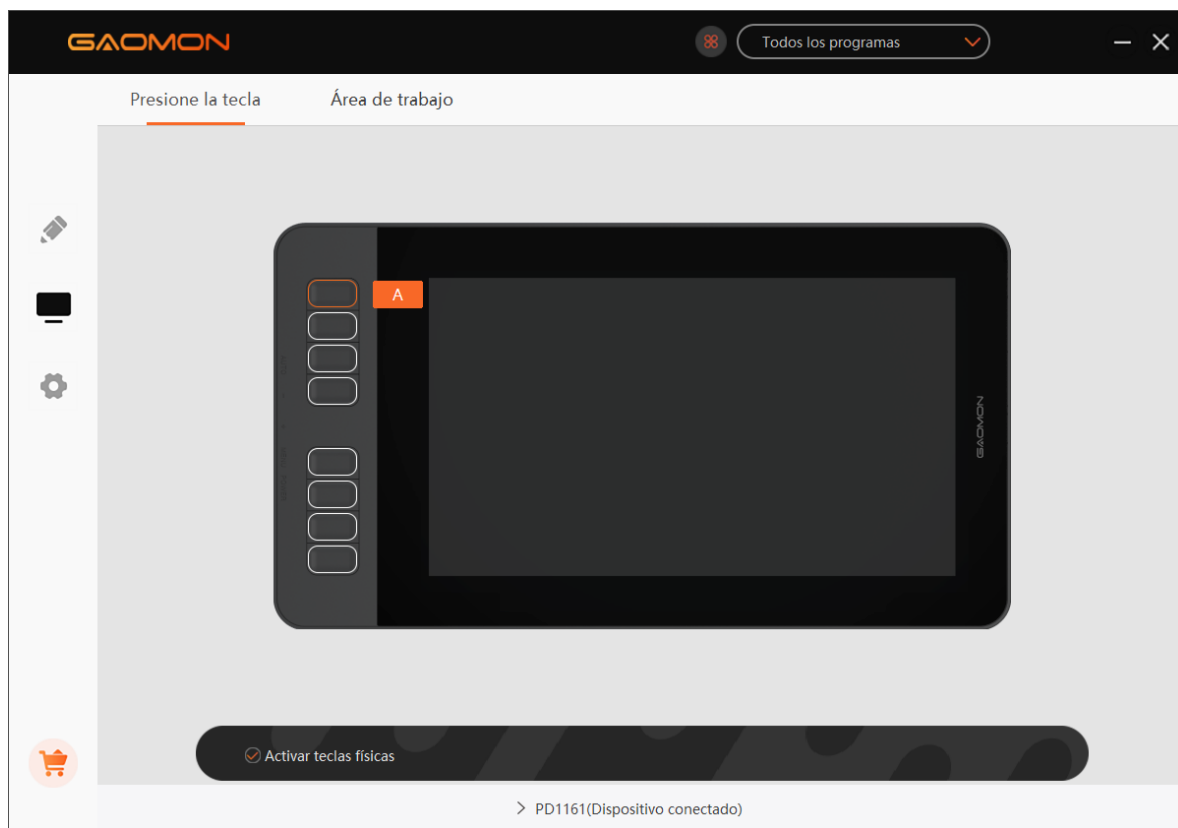 GAOMON
Todos los programas
Presione la tecla
Área de trabajo
A
GAOMON
Activar teclas físicas
PD1161(Dispositivo conectado)